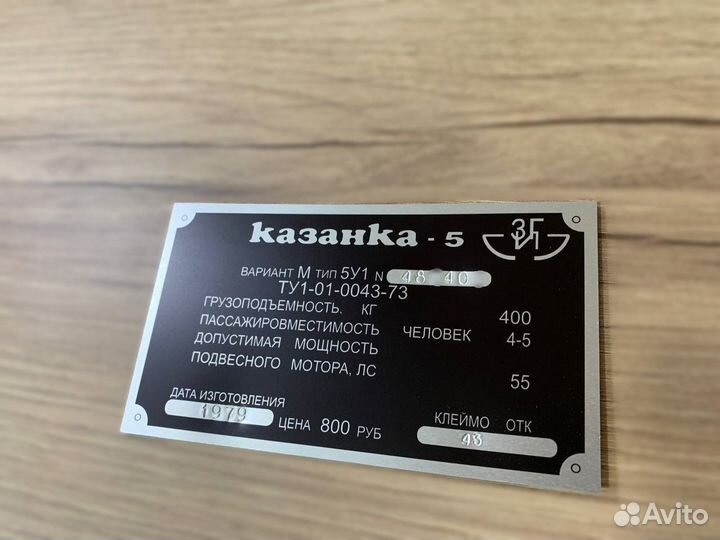 Казанка - 5 ЗГИ
ВАРИАНТ М ТИП 5У1 N 48 40
ТУ1-01-0043-73
ГРУЗОПОДЪЕМНОСТЬ. КГ 400
ПАССАЖИРОВМЕСТИМОСТЬ ЧЕЛОВЕК 4-5
ДОПУСТИМАЯ МОЩНОСТЬ
ПОДВЕСНОГО МОТОРА, ЛС 55
ДАТА ИЗГОТОВЛЕНИЯ
1979 ЦЕНА 800 РУБ
КЛЕЙМО ОТК
43
Avito